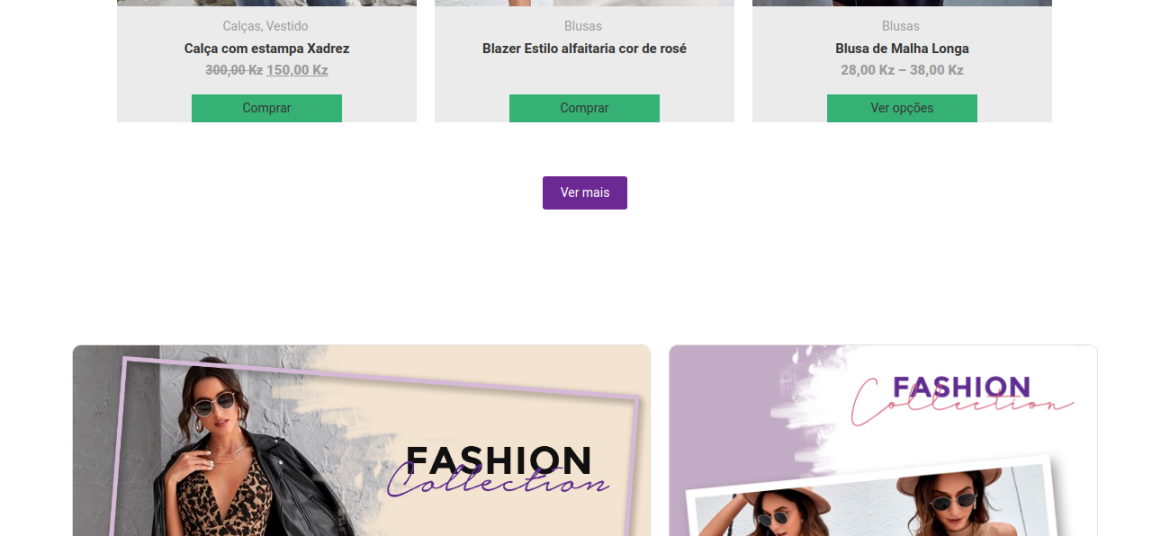 Calças, Vestido
Calça com estampa Xadrez
300,00 Kz 150,00 Kz
Comprar
Blusas
Blazer Estilo alfaitaria cor de rosé
Comprar
Blusas
Blusa de Malha Longa
28,00 Kz – 38,00 Kz
Ver opções
Ver mais
FASHION
Collection
FASHION
Collection